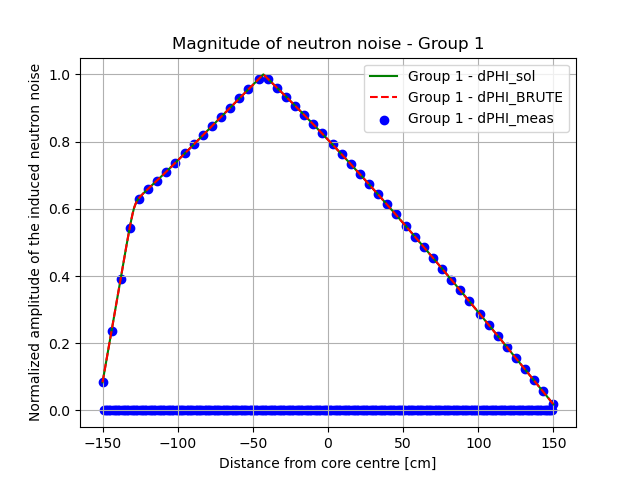 Magnitude of neutron noise - Group 1
Normalized amplitude of the induced neutron noise
1.0
0.8
0.6
0.4
0.2
0.0
Group 1 - dPHI_sol
Group 1 - dPHI_BRUTE
Group 1 - dPHI_meas
−150
−100
−50
0
50
100
150
Distance from core centre [cm]